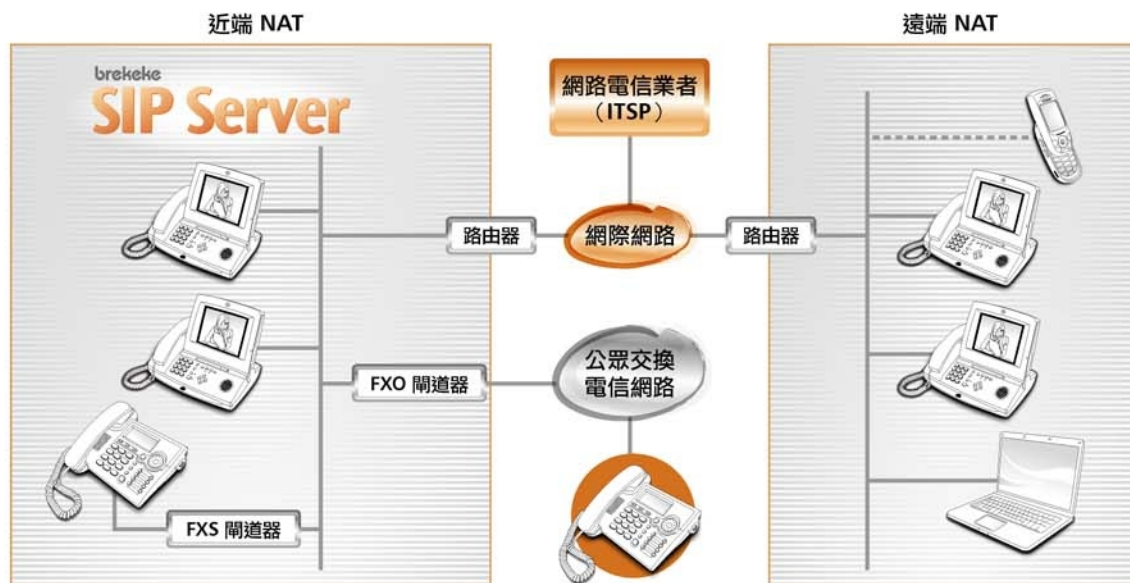 近端 NAT
遠端 NAT
brekeke
SIP Server
網路電信業者
（ITSP）
路由器
網際網路
路由器
公眾交換
電信網路
FXO 閘道器
FXS 閘道器